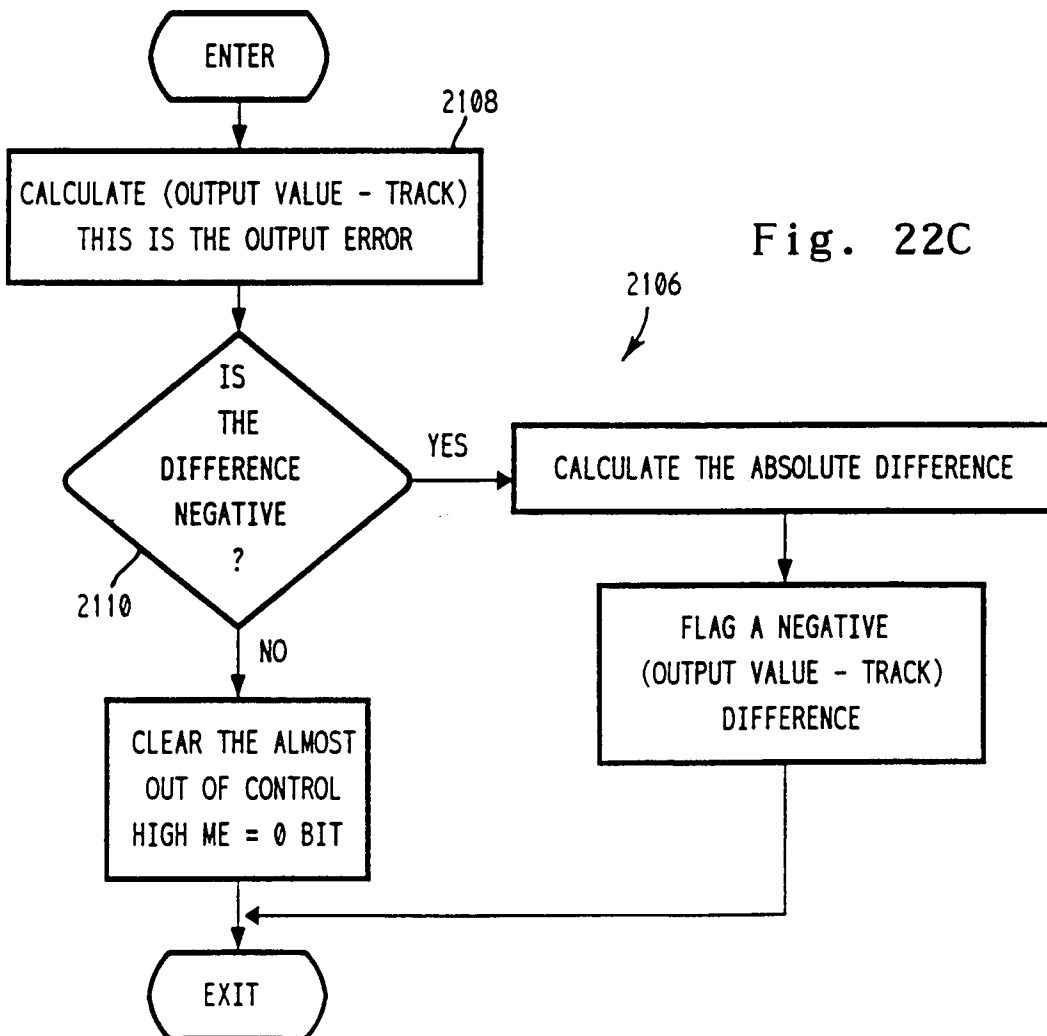 ENTER
2108
CALCULATE (OUTPUT VALUE - TRACK)
THIS IS THE OUTPUT ERROR
Fig. 22C
2106
IS
THE
DIFFERENCE
NEGATIVE
?
2110
YES
CALCULATE THE ABSOLUTE DIFFERENCE
FLAG A NEGATIVE
(OUTPUT VALUE - TRACK)
DIFFERENCE
NO
CLEAR THE ALMOST
OUT OF CONTROL
HIGH ME = 0 BIT
EXIT